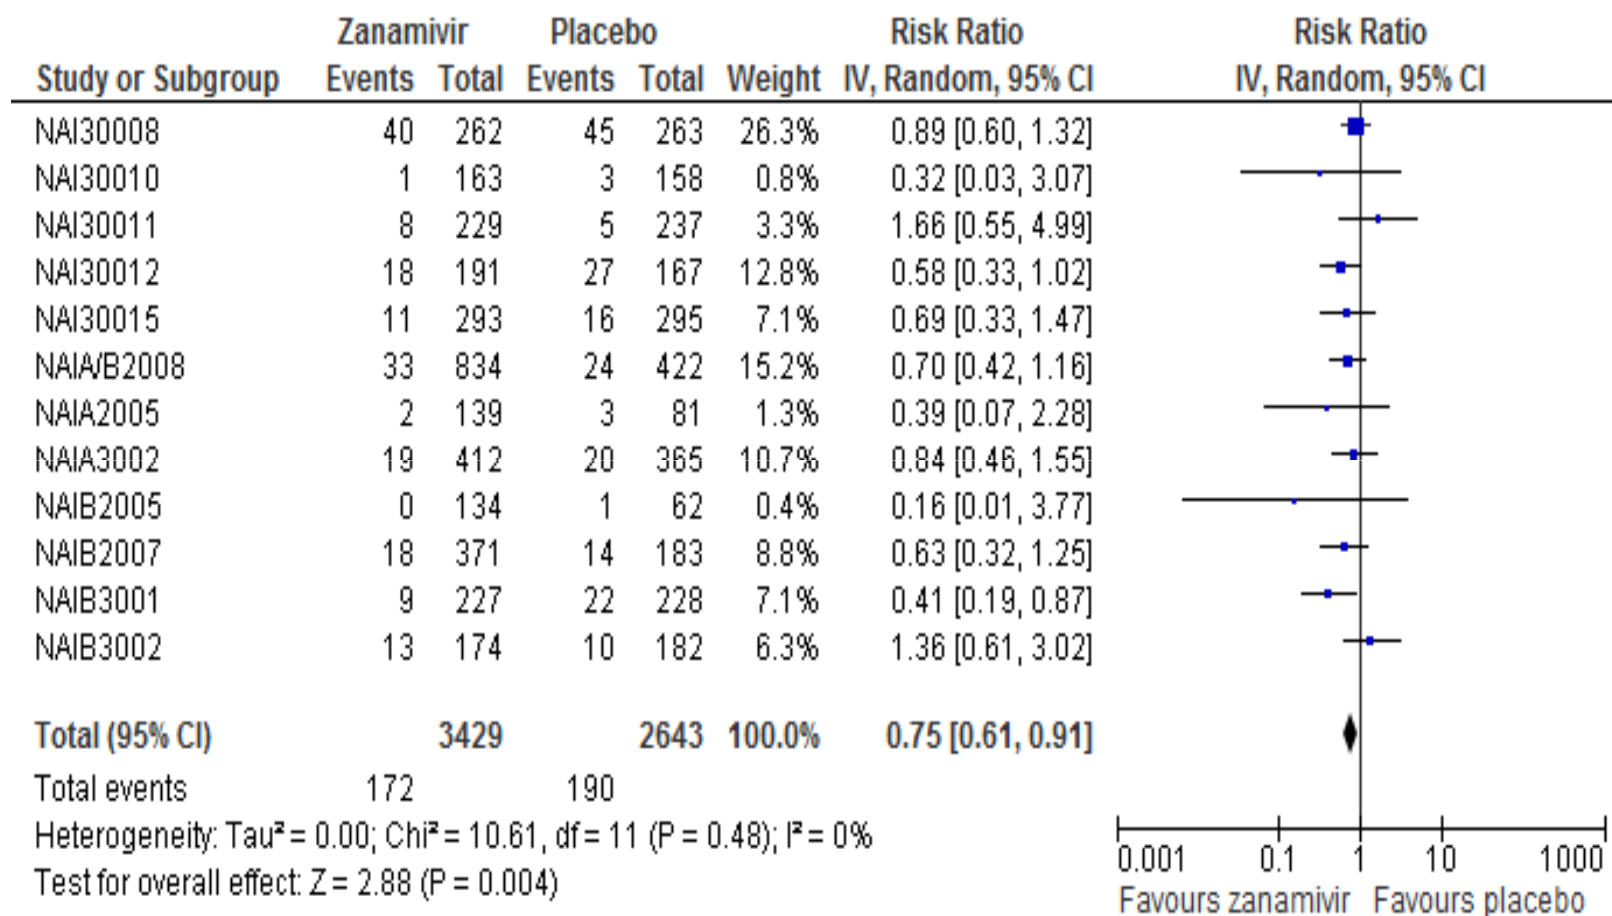 Zanamivir Placebo Risk Ratio Risk Ratio
Study or Subgroup Events Total Events Total Weight IV, Random, 95% CI IV, Random, 95% CI
NAI30008 40 262 45 263 26.3% 0.89 [0.60, 1.32]
NAI30010 1 163 3 158 0.8% 0.32 [0.03, 3.07]
NAI30011 8 229 5 237 3.3% 1.66 [0.55, 4.99]
NAI30012 18 191 27 167 12.8% 0.58 [0.33, 1.02]
NAI30015 11 293 16 295 7.1% 0.69 [0.33, 1.47]
NAIA/B2008 33 834 24 422 15.2% 0.70 [0.42, 1.16]
NAIA2005 2 139 3 81 1.3% 0.39 [0.07, 2.28]
NAIA3002 19 412 20 365 10.7% 0.84 [0.46, 1.55]
NAIB2005 0 134 1 62 0.4% 0.16 [0.01, 3.77]
NAIB2007 18 371 14 183 8.8% 0.63 [0.32, 1.25]
NAIB3001 9 227 22 228 7.1% 0.41 [0.19, 0.87]
NAIB3002 13 174 10 182 6.3% 1.36 [0.61, 3.02]
Total (95% CI) 3429 2643 100.0% 0.75 [0.61, 0.91]
Total events 172 190
Heterogeneity: Tau² = 0.00; Chi² = 10.61, df = 11 (P = 0.48); I² = 0%
Test for overall effect: Z = 2.88 (P = 0.004)
0.001 0.1 1 10 1000
Favours zanamivir Favours placebo